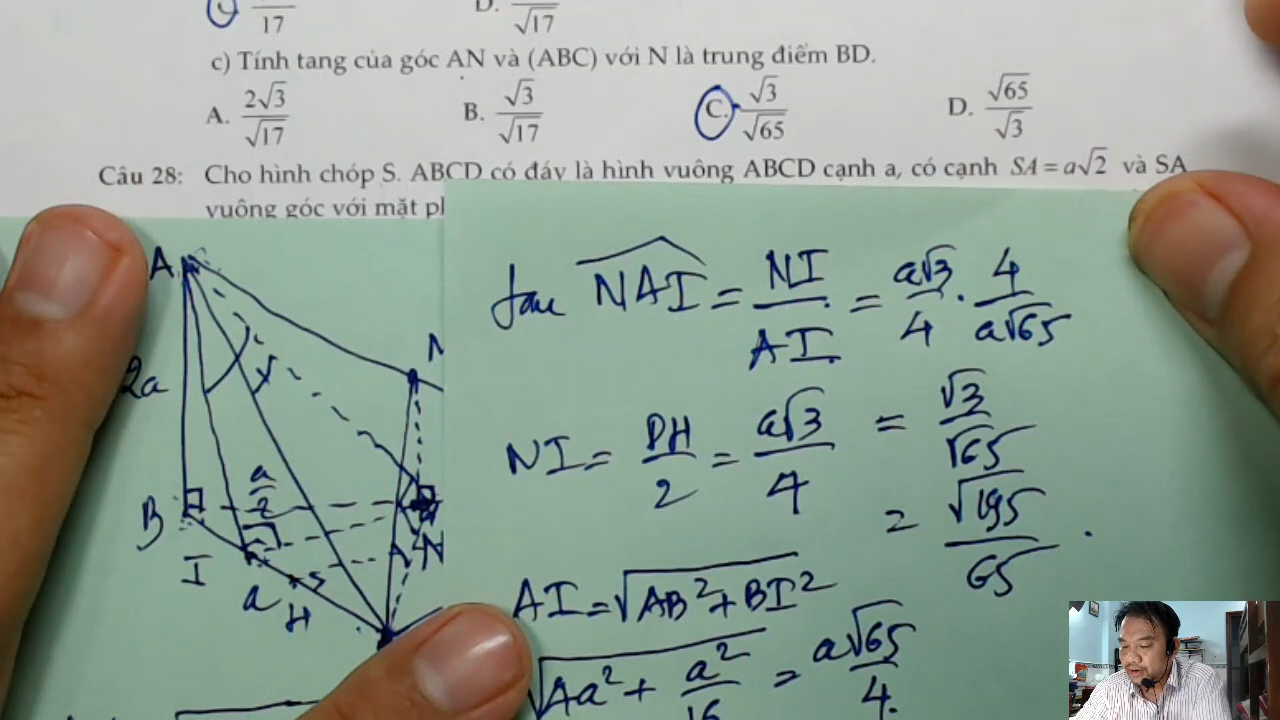 17
D.
√17
c) Tính tang của góc AN và (ABC) với N là trung điểm BD.
A. 2√3/√17 B. √3/√17 C. √3/√65 D. √65/√3
Câu 28: Cho hình chóp S. ABCD có đáy là hình vuông ABCD cạnh a, có cạnh SA = a√2 và SA
vuông góc với mặt
A
2a
B
a/2
I
a
H
N
tan NAI = NI/AI = a√3/4 . 4/a√65
NI = DH/2 = a√3/4
= √3/√65
= √195/65 .
AI = √AB²+BI²
√4a² + a²/16 = a√65/4.